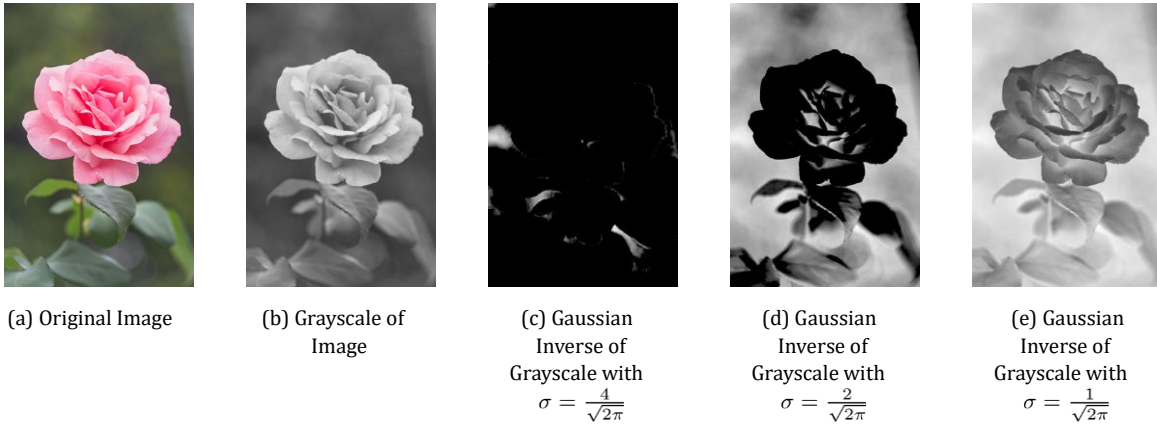 (a) Original Image
(b) Grayscale of
Image
(c) Gaussian
Inverse of
Grayscale with
σ = 4/√2π
(d) Gaussian
Inverse of
Grayscale with
σ = 2/√2π
(e) Gaussian
Inverse of
Grayscale with
σ = 1/√2π